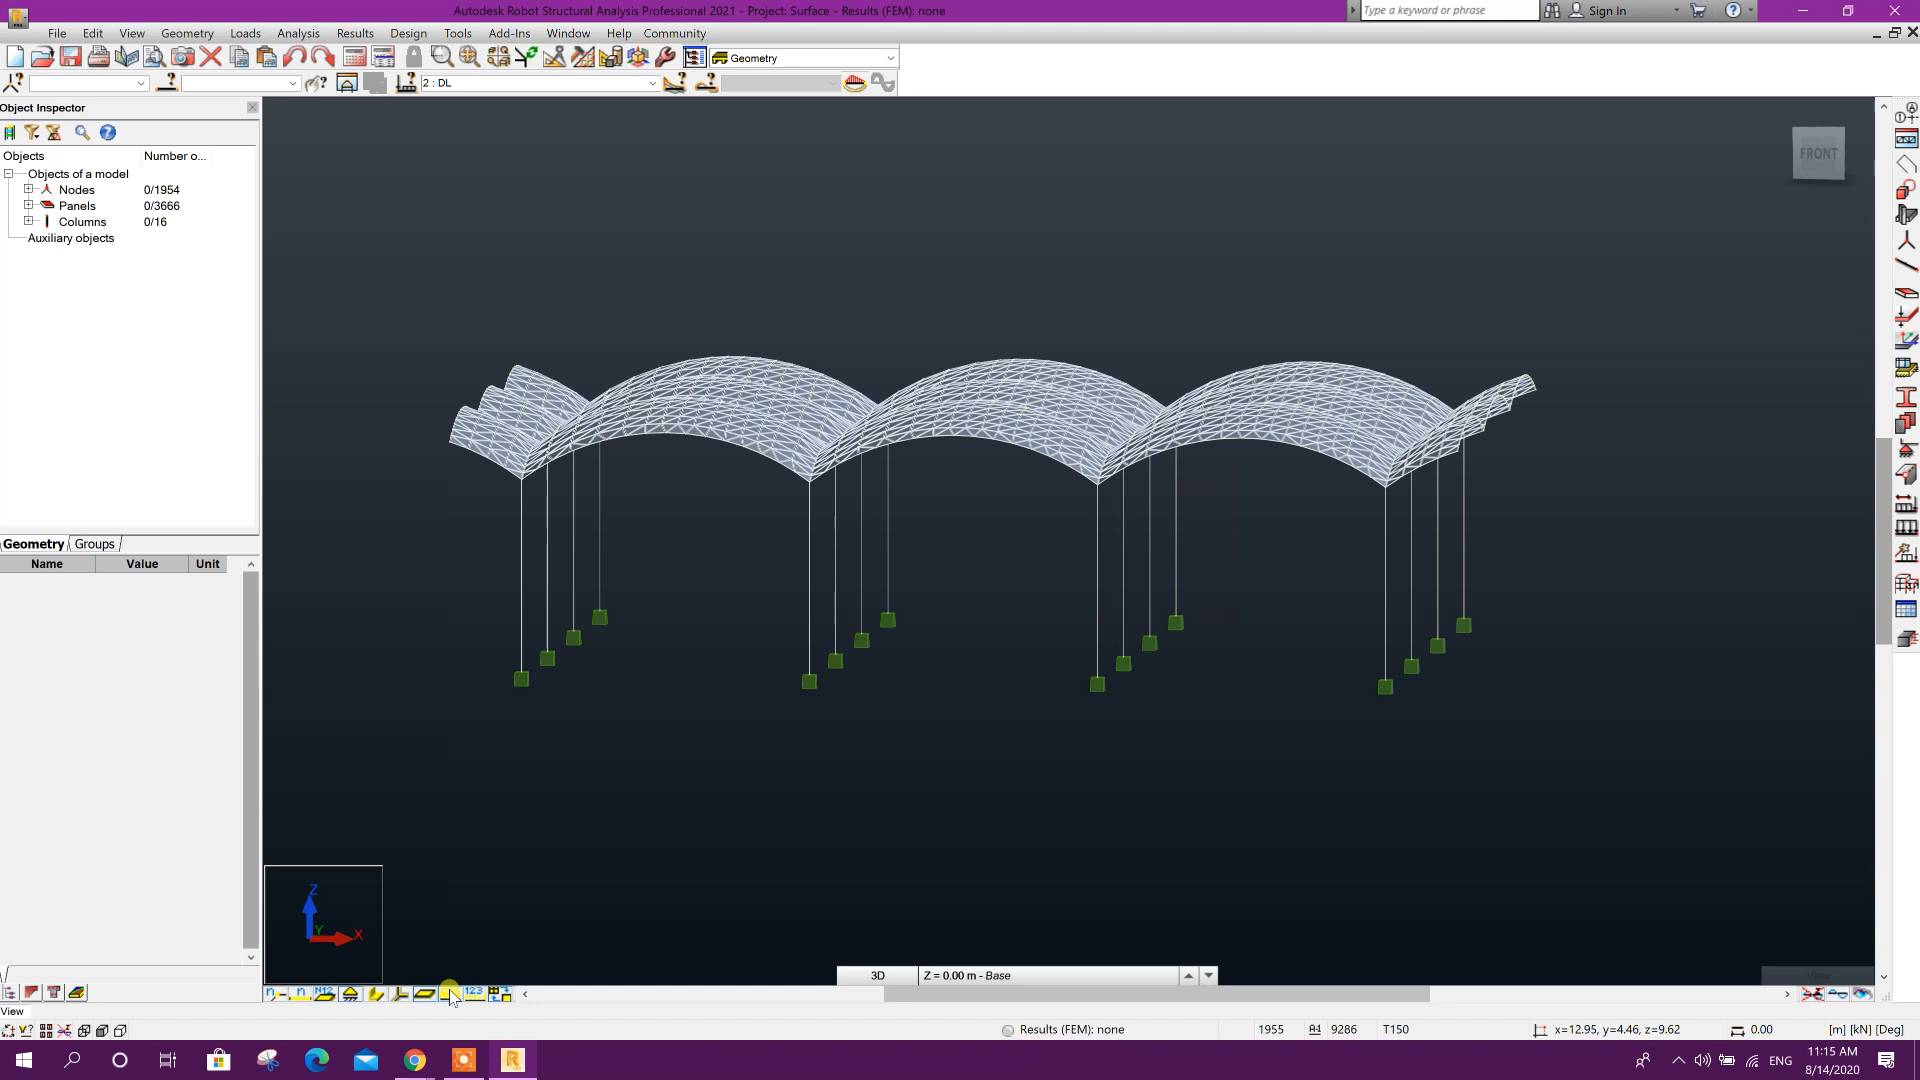 Autodesk Robot Structural Analysis Professional 2021 - Project: Surface - Results (FEM): none
Type a keyword or phrase
Sign In
File Edit View Geometry Loads Analysis Results Design Tools Add-Ins Window Help Community
Geometry
2 : DL
Object Inspector
Objects Number o...
Objects of a model
Nodes 0/1954
Panels 0/3666
Columns 0/16
Auxiliary objects
FRONT
Geometry Groups
Name Value Unit
Z
Y
X
3D Z = 0.00 m - Base
View
Results (FEM): none 1955 9286 T150 x=12.95, y=4.46, z=9.62 0.00 [m] [kN] [Deg]
ENG
11:15 AM
8/14/2020